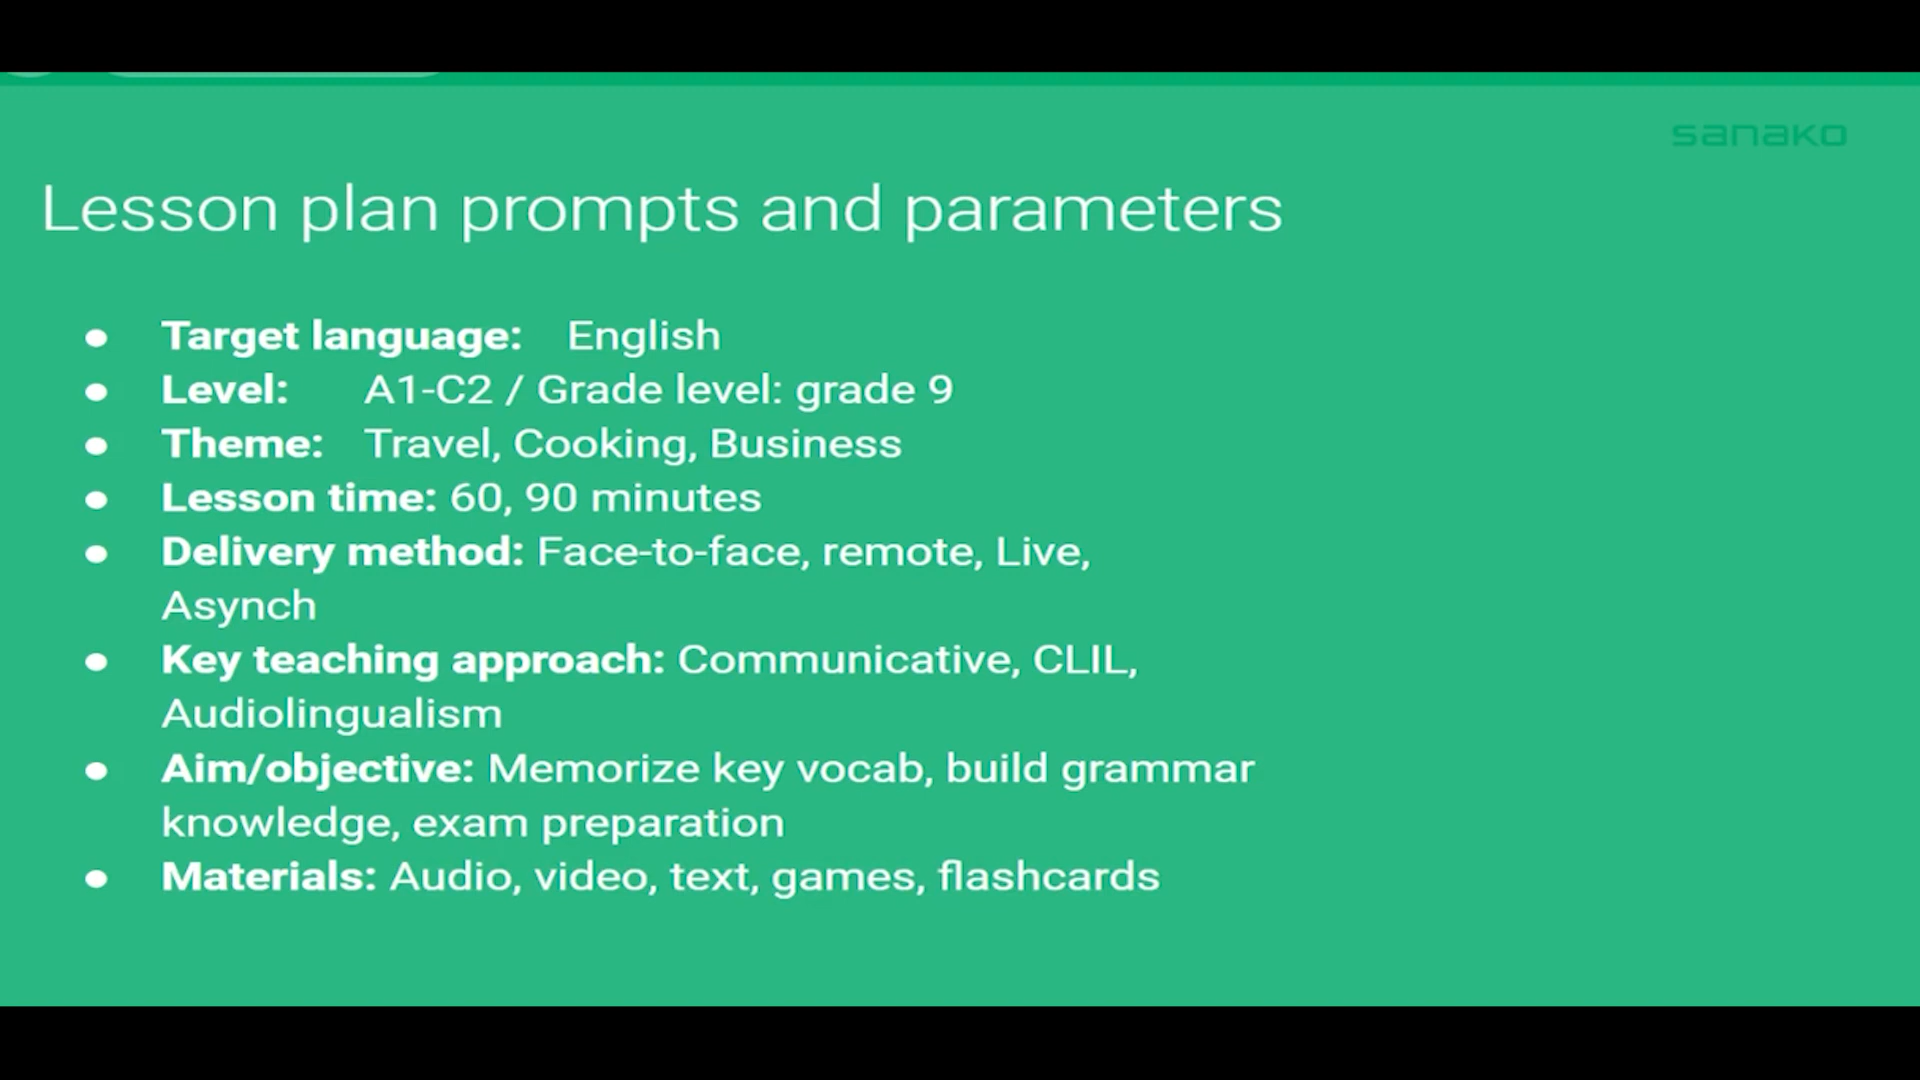 sanako
Lesson plan prompts and parameters
● Target language: English
● Level: A1-C2 / Grade level: grade 9
● Theme: Travel, Cooking, Business
● Lesson time: 60, 90 minutes
● Delivery method: Face-to-face, remote, Live,
Asynch
● Key teaching approach: Communicative, CLIL,
Audiolingualism
● Aim/objective: Memorize key vocab, build grammar
knowledge, exam preparation
● Materials: Audio, video, text, games, flashcards